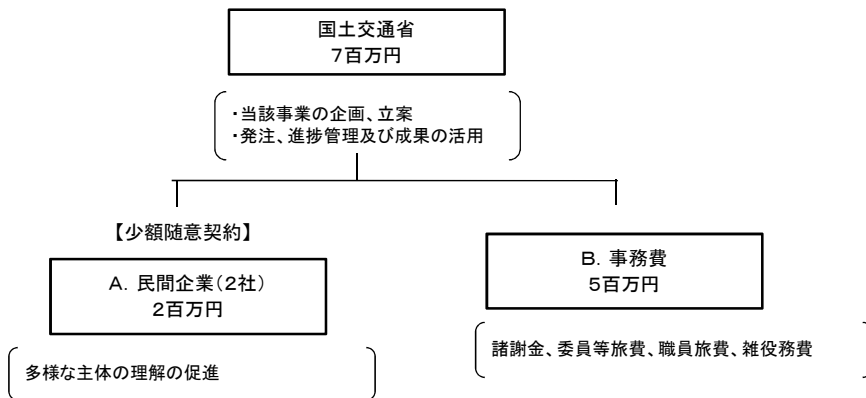 国土交通省
7百万円
・当該事業の企画、立案
・発注、進捗管理及び成果の活用
【少額随意契約】
A. 民間企業(2社)
2百万円
B. 事務費
5百万円
多様な主体の理解の促進
諸謝金、委員等旅費、職員旅費、雑役務費